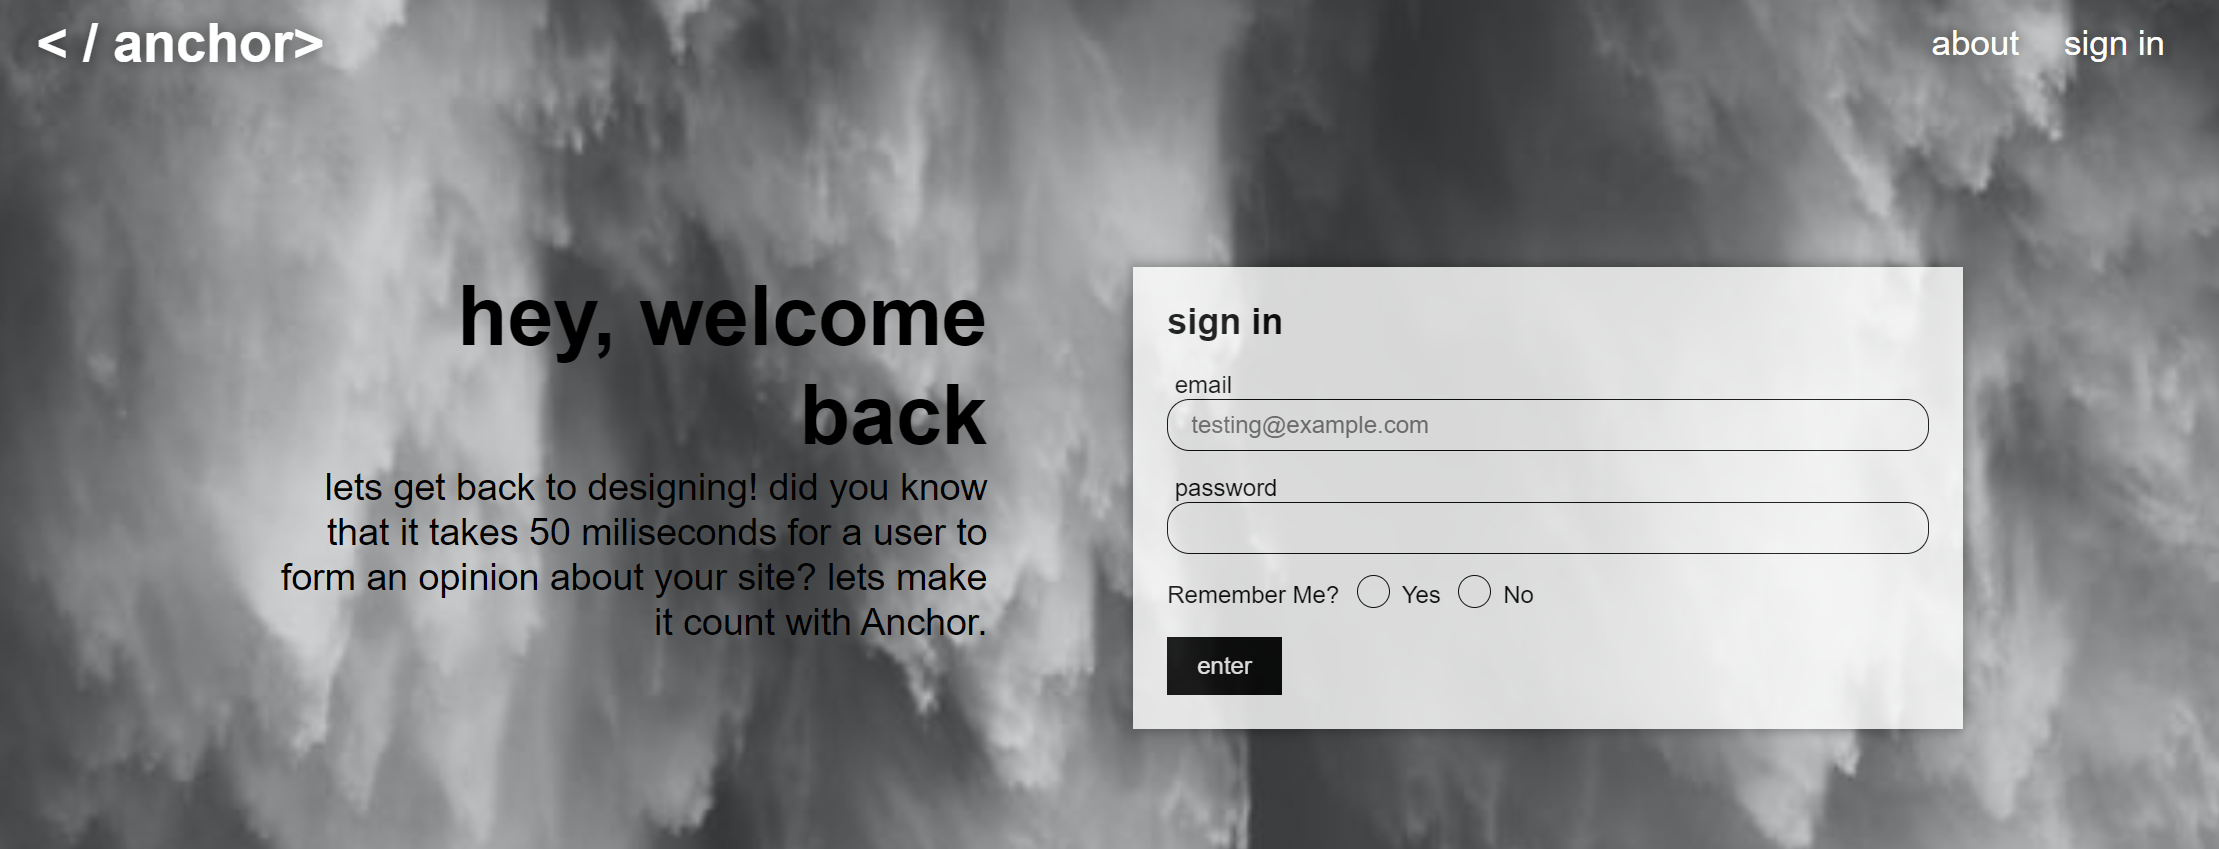 < / anchor>
about
sign in
hey, welcome
back
lets get back to designing! did you know
that it takes 50 miliseconds for a user to
form an opinion about your site? lets make
it count with Anchor.
sign in
email
testing@example.com
password
Remember Me? Yes No
enter